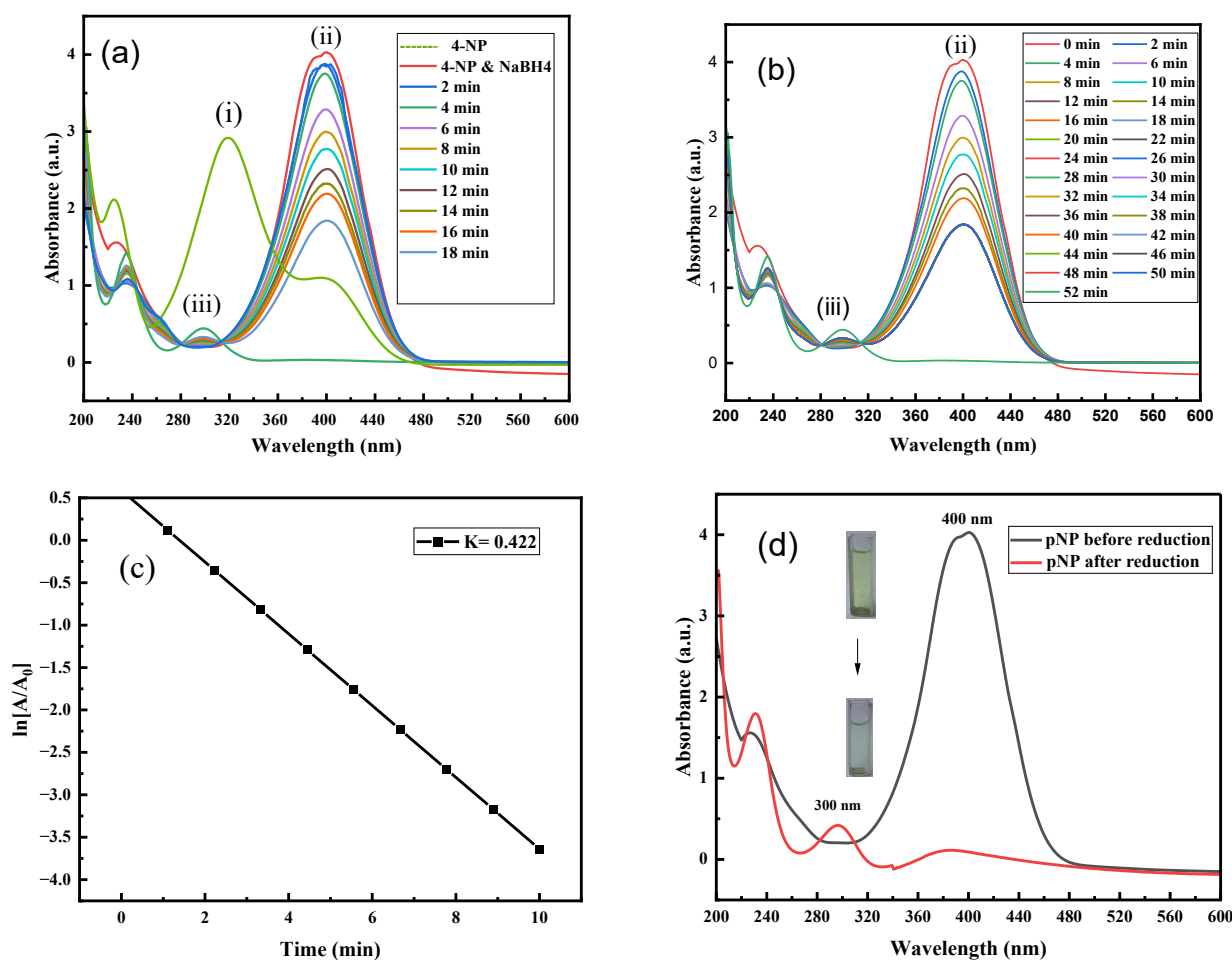 (a)
(i)
(ii)
(iii)
4-NP
4-NP & NaBH4
2 min
4 min
6 min
8 min
10 min
12 min
14 min
16 min
18 min
4
3
2
1
0
Absorbance (a.u.)
200 240 280 320 360 400 440 480 520 560 600
Wavelength (nm)
(b)
(ii)
(iii)
0 min 2 min
4 min 6 min
8 min 10 min
12 min 14 min
16 min 18 min
20 min 22 min
24 min 26 min
28 min 30 min
32 min 34 min
36 min 38 min
40 min 42 min
44 min 46 min
48 min 50 min
52 min
4
3
2
1
0
Absorbance (a.u.)
200 240 280 320 360 400 440 480 520 560 600
Wavelength (nm)
(c)
K= 0.422
0.5
0.0
−0.5
−1.0
−1.5
−2.0
−2.5
−3.0
−3.5
−4.0
ln[A/A0]
0 2 4 6 8 10
Time (min)
(d)
400 nm
300 nm
pNP before reduction
pNP after reduction
4
3
2
1
0
Absorbance (a.u.)
200 240 280 320 360 400 440 480 520 560 600
Wavelength (nm)